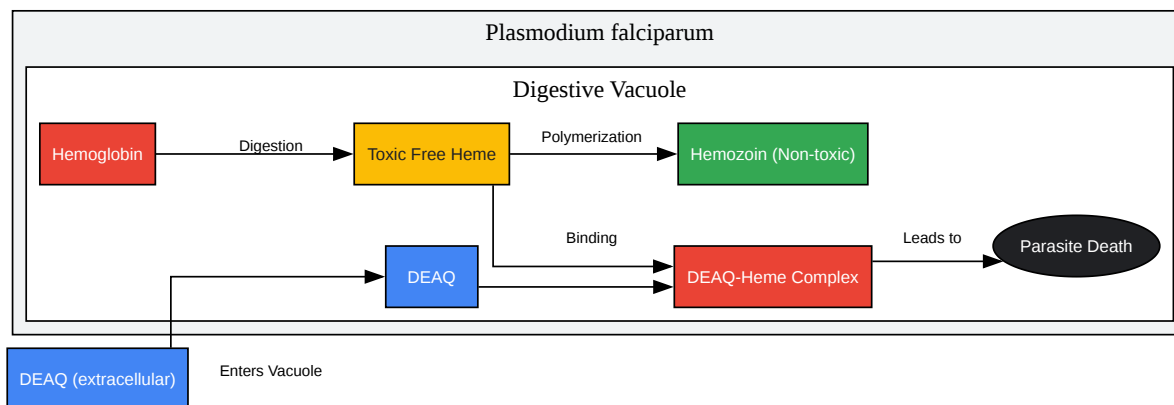 Plasmodium falciparum
Digestive Vacuole
Hemoglobin
Digestion
Toxic Free Heme
Polymerization
Hemozoin (Non-toxic)
DEAQ
Binding
DEAQ-Heme Complex
Leads to
Parasite Death
DEAQ (extracellular)
Enters Vacuole